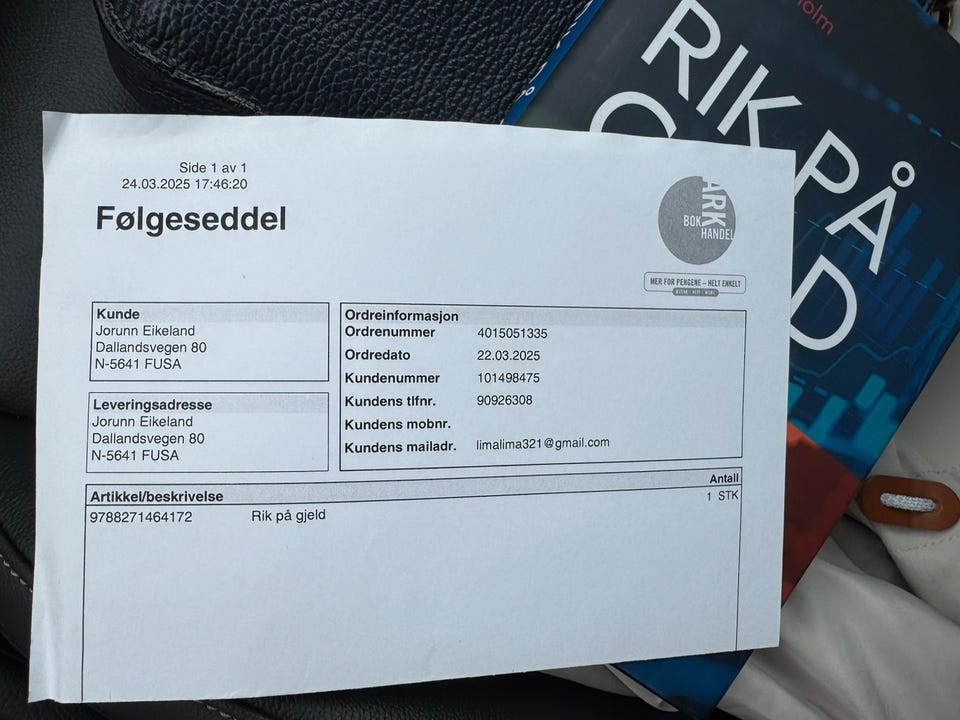 holm
RIK PÅ
G D
Side 1 av 1
24.03.2025 17:46:20
Følgeseddel
ARK
BOK
HANDEL
MER FOR PENGENE – HELT ENKELT
Kunde
Jorunn Eikeland
Dallandsvegen 80
N-5641 FUSA
Leveringsadresse
Jorunn Eikeland
Dallandsvegen 80
N-5641 FUSA
Ordreinformasjon
Ordrenummer 4015051335
Ordredato 22.03.2025
Kundenummer 101498475
Kundens tlfnr. 90926308
Kundens mobnr.
Kundens mailadr. limalima321@gmail.com
Artikkel/beskrivelse Antall
9788271464172 Rik på gjeld 1 STK